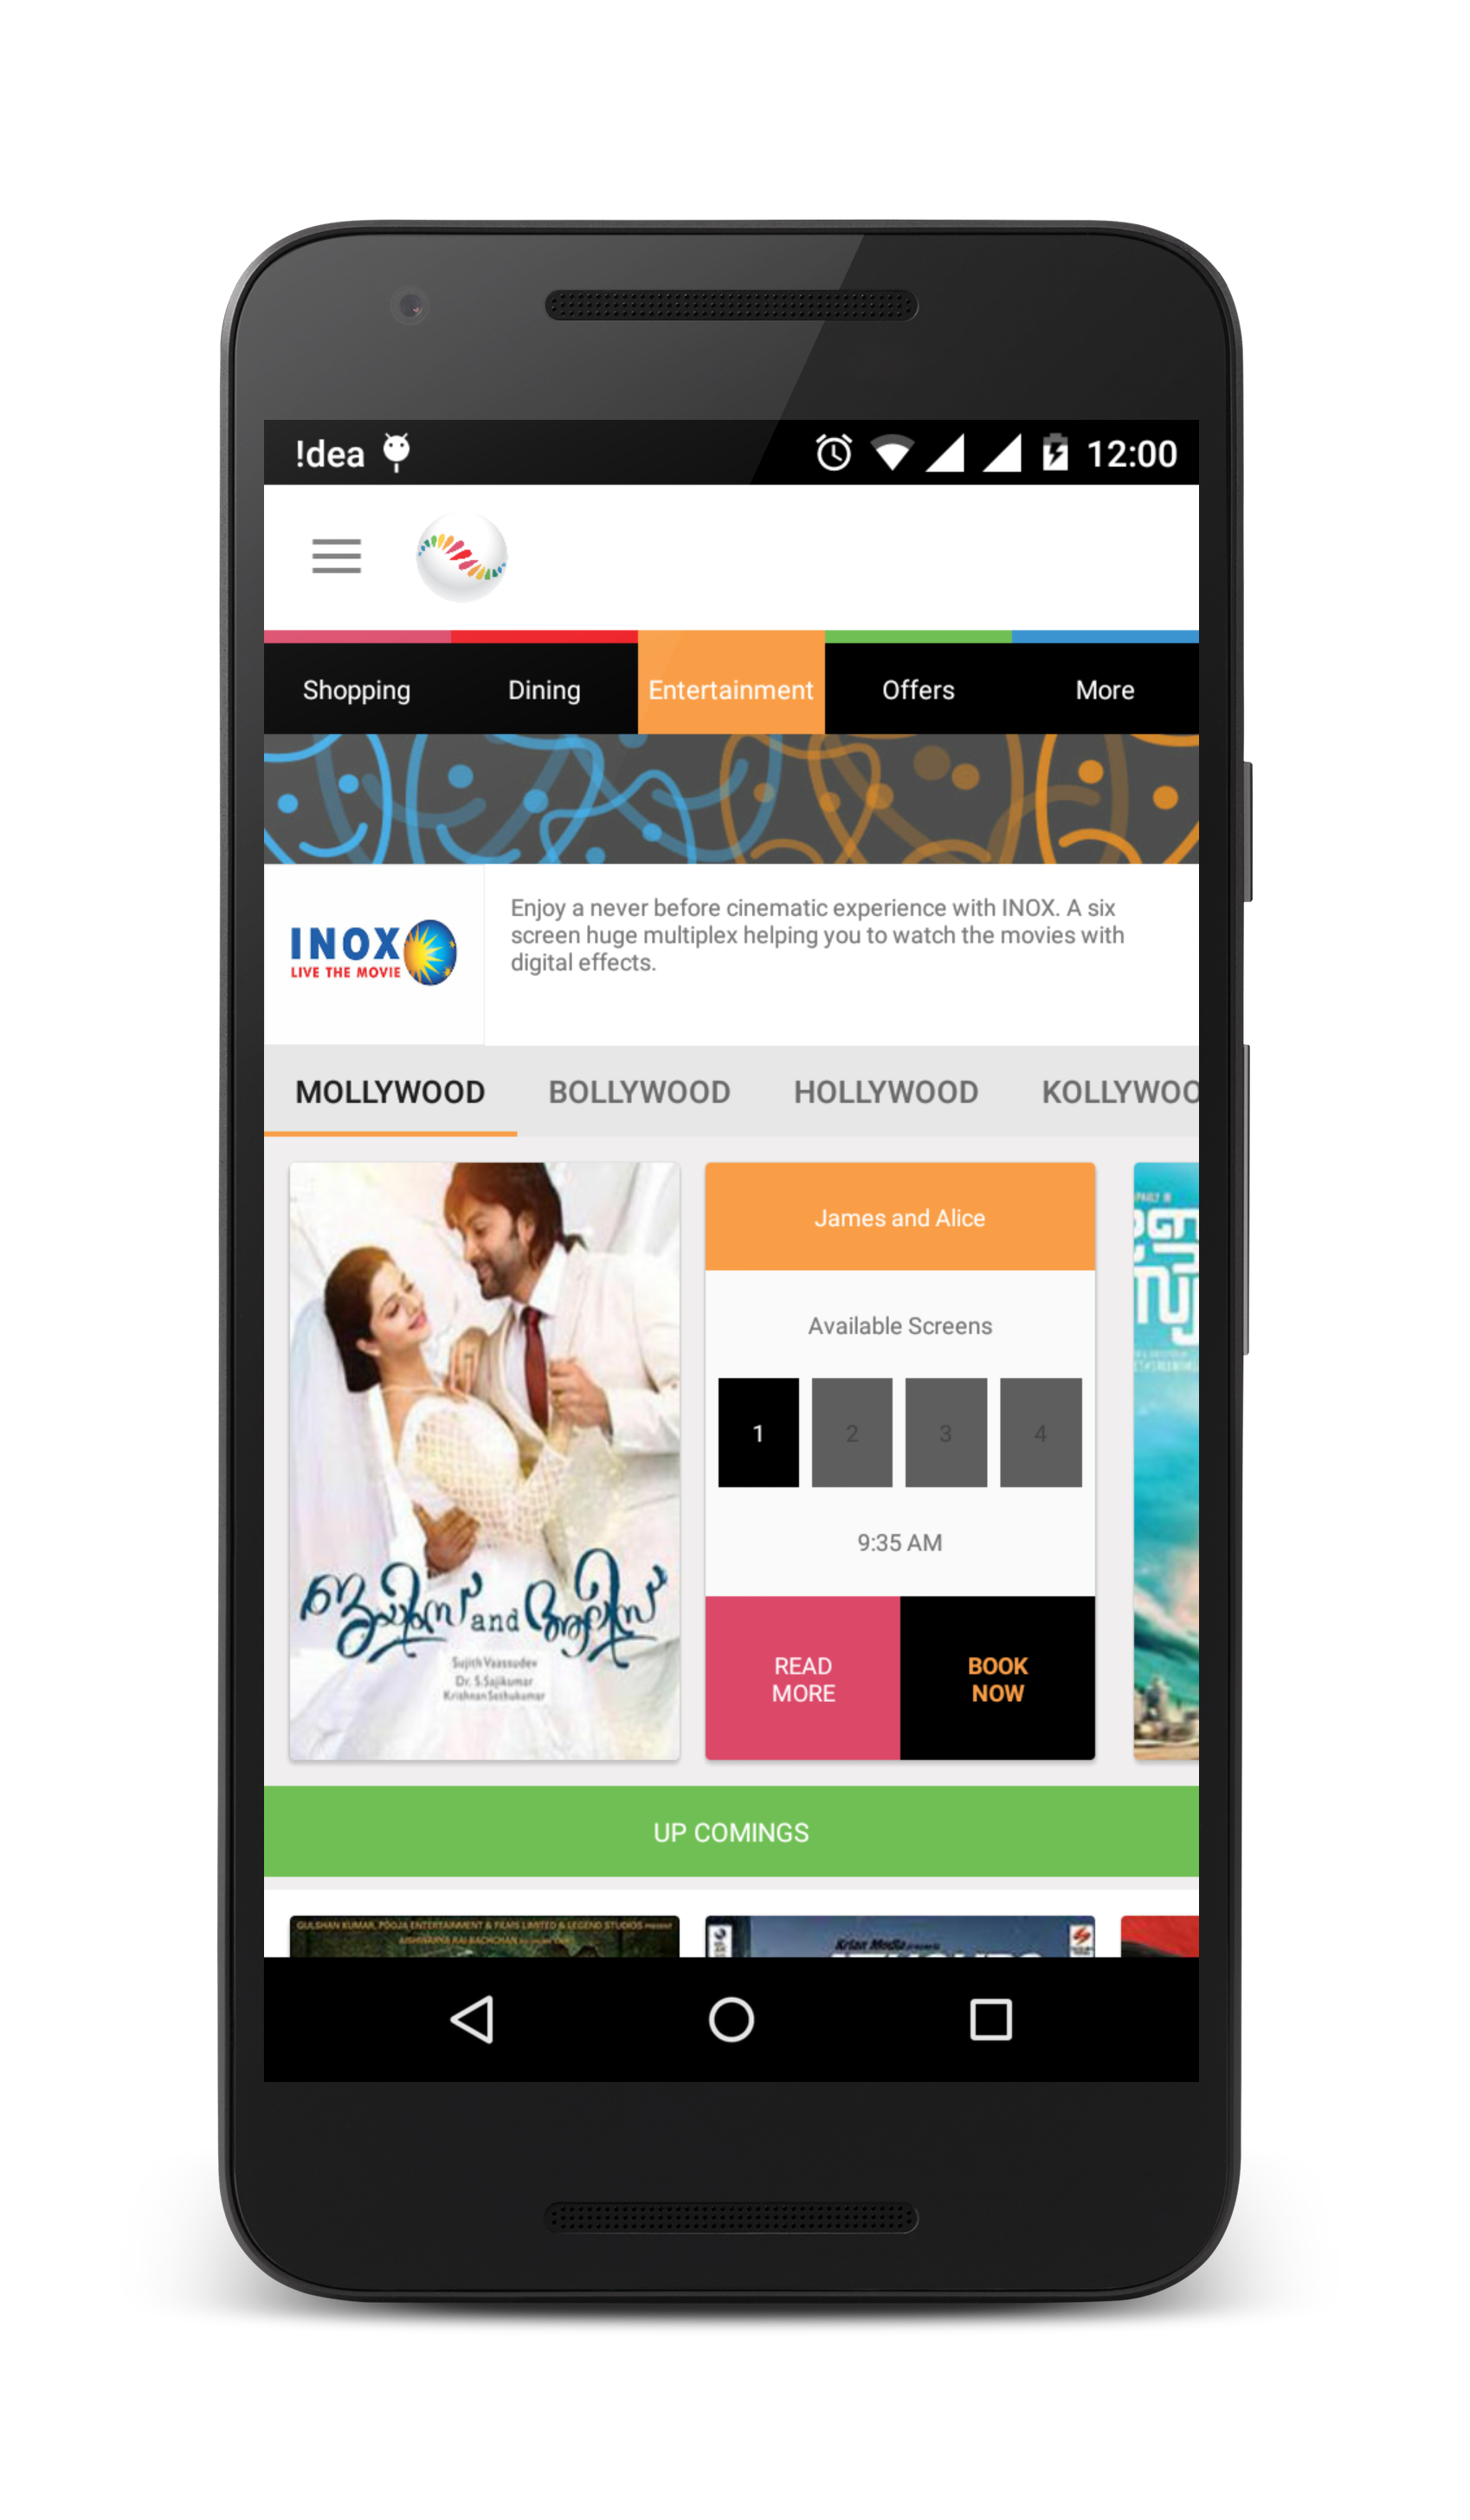 !dea
12:00
Shopping
Dining
Entertainment
Offers
More
INOX
LIVE THE MOVIE
Enjoy a never before cinematic experience with INOX. A six
screen huge multiplex helping you to watch the movies with
digital effects.
MOLLYWOOD
BOLLYWOOD
HOLLYWOOD
KOLLYWOO
ജെയിംസ് and ആലീസ്
Sujith Vaassudev
Dr. S.Sajikumar
Krishnan Sethukumar
James and Alice
Available Screens
1
2
3
4
9:35 AM
READ
MORE
BOOK
NOW
UP COMINGS
GULSHAN KUMAR, POOJA ENTERTAINMENT & FILMS LIMITED & LEGEND STUDIOS PRESENT
AISHWARYA RAI BACHCHAN
Krian Media